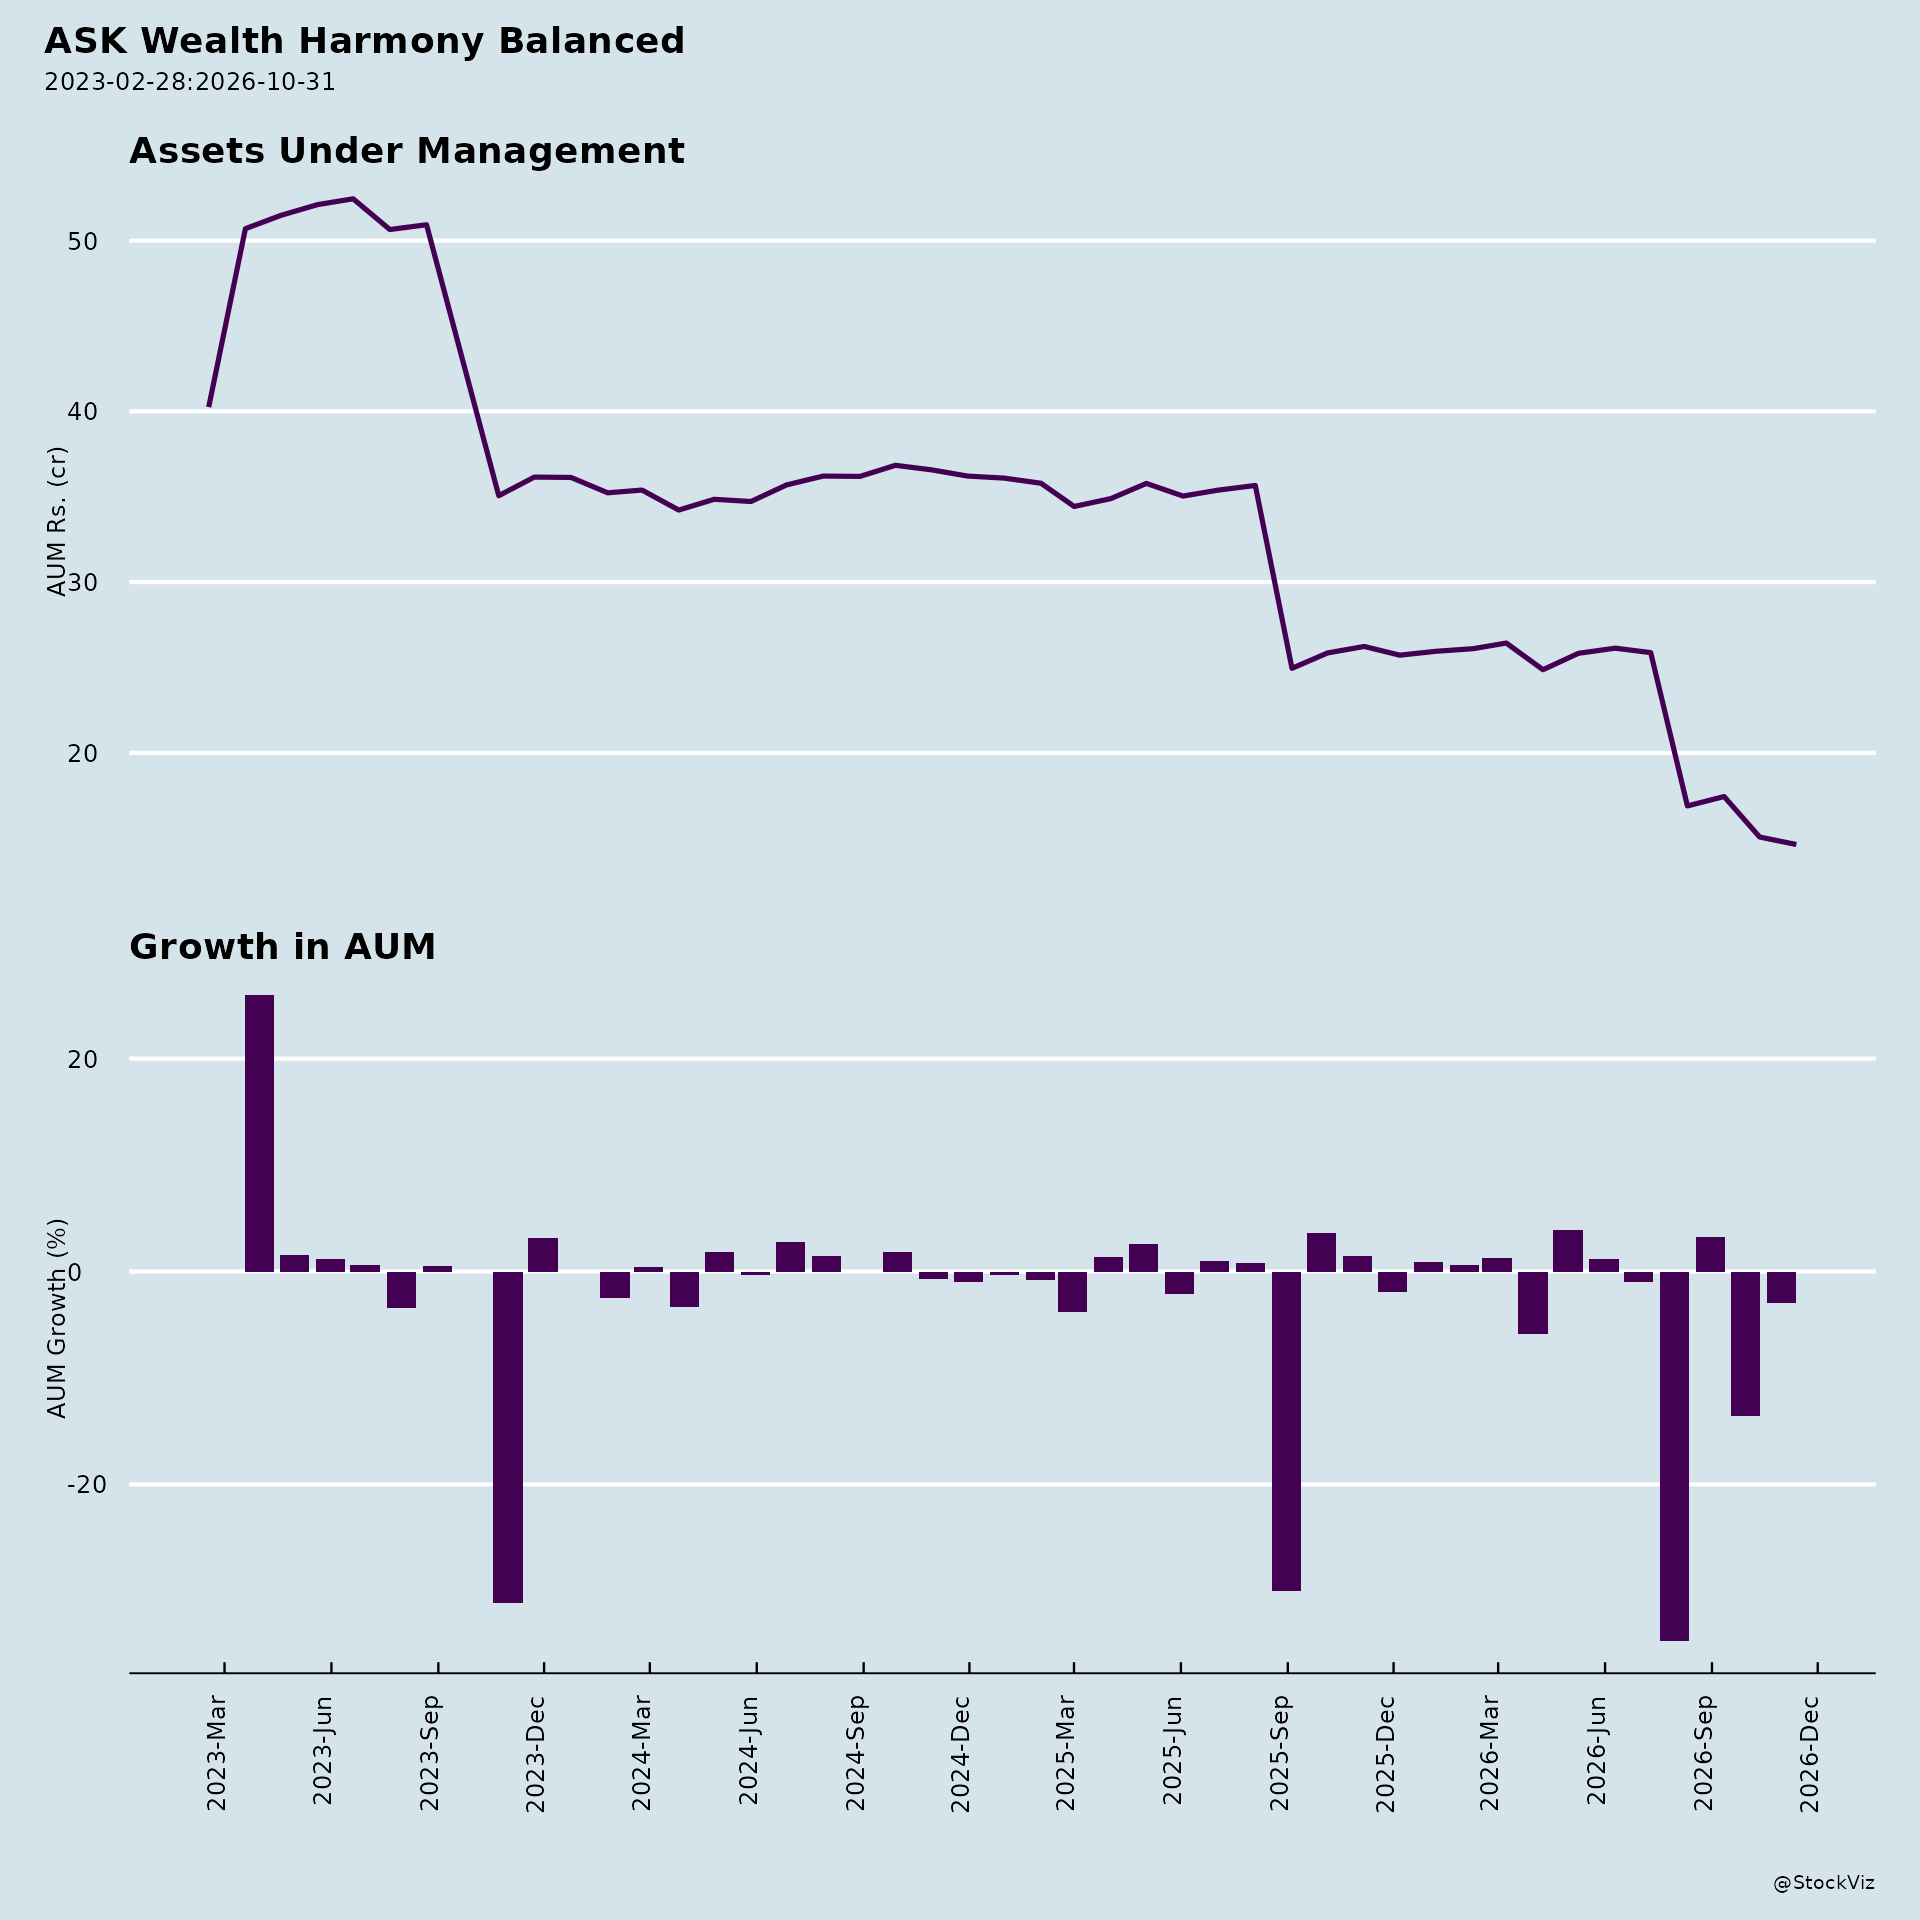 ASK Wealth Harmony Balanced
2023-02-28:2026-10-31
Assets Under Management
AUM Rs. (cr)
50
40
30
20
Growth in AUM
AUM Growth (%)
20
0
-20
2023-Mar
2023-Jun
2023-Sep
2023-Dec
2024-Mar
2024-Jun
2024-Sep
2024-Dec
2025-Mar
2025-Jun
2025-Sep
2025-Dec
2026-Mar
2026-Jun
2026-Sep
2026-Dec
@StockViz